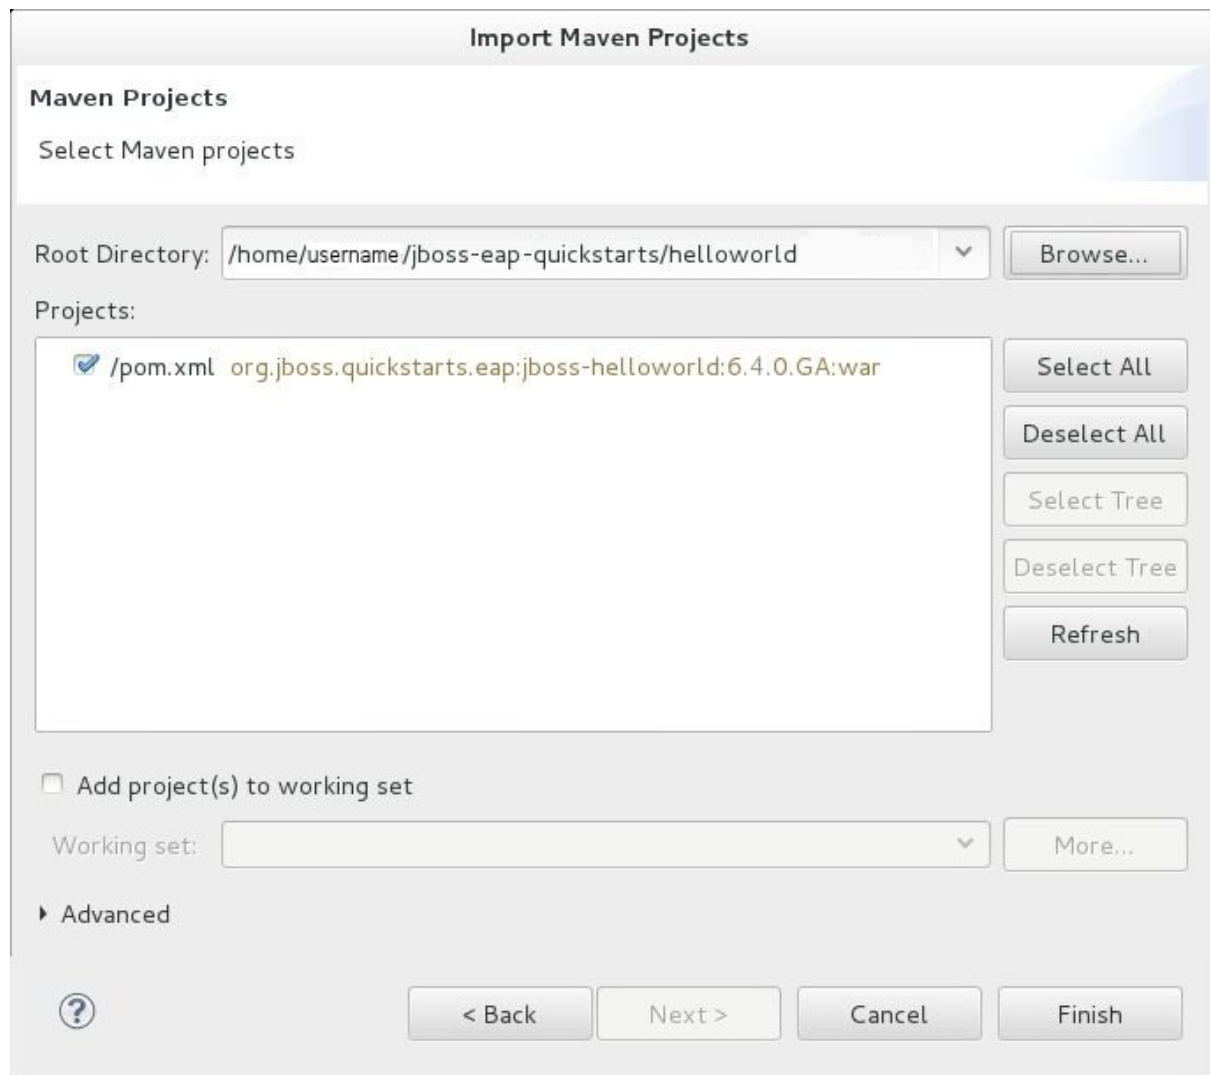 Import Maven Projects
Maven Projects
Select Maven projects
Root Directory: /home/username/jboss-eap-quickstarts/helloworld Browse...
Projects:
/pom.xml org.jboss.quickstarts.eap:jboss-helloworld:6.4.0.GA:war
Select All
Deselect All
Select Tree
Deselect Tree
Refresh
Add project(s) to working set
Working set: More...
Advanced
? < Back Next > Cancel Finish